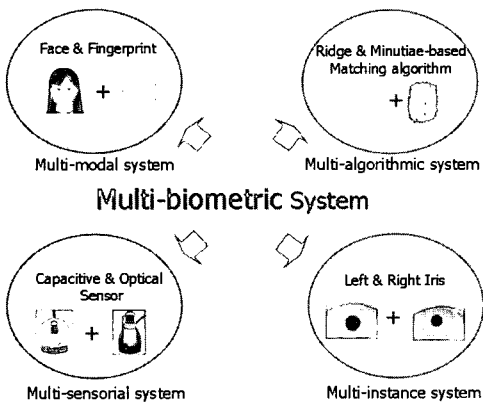 Face & Fingerprint
+
Multi-modal system
Ridge & Minutiae-based
Matching algorithm
+
Multi-algorithmic system
Multi-biometric System
Capacitive & Optical
Sensor
+
Multi-sensorial system
Left & Right Iris
+
Multi-instance system